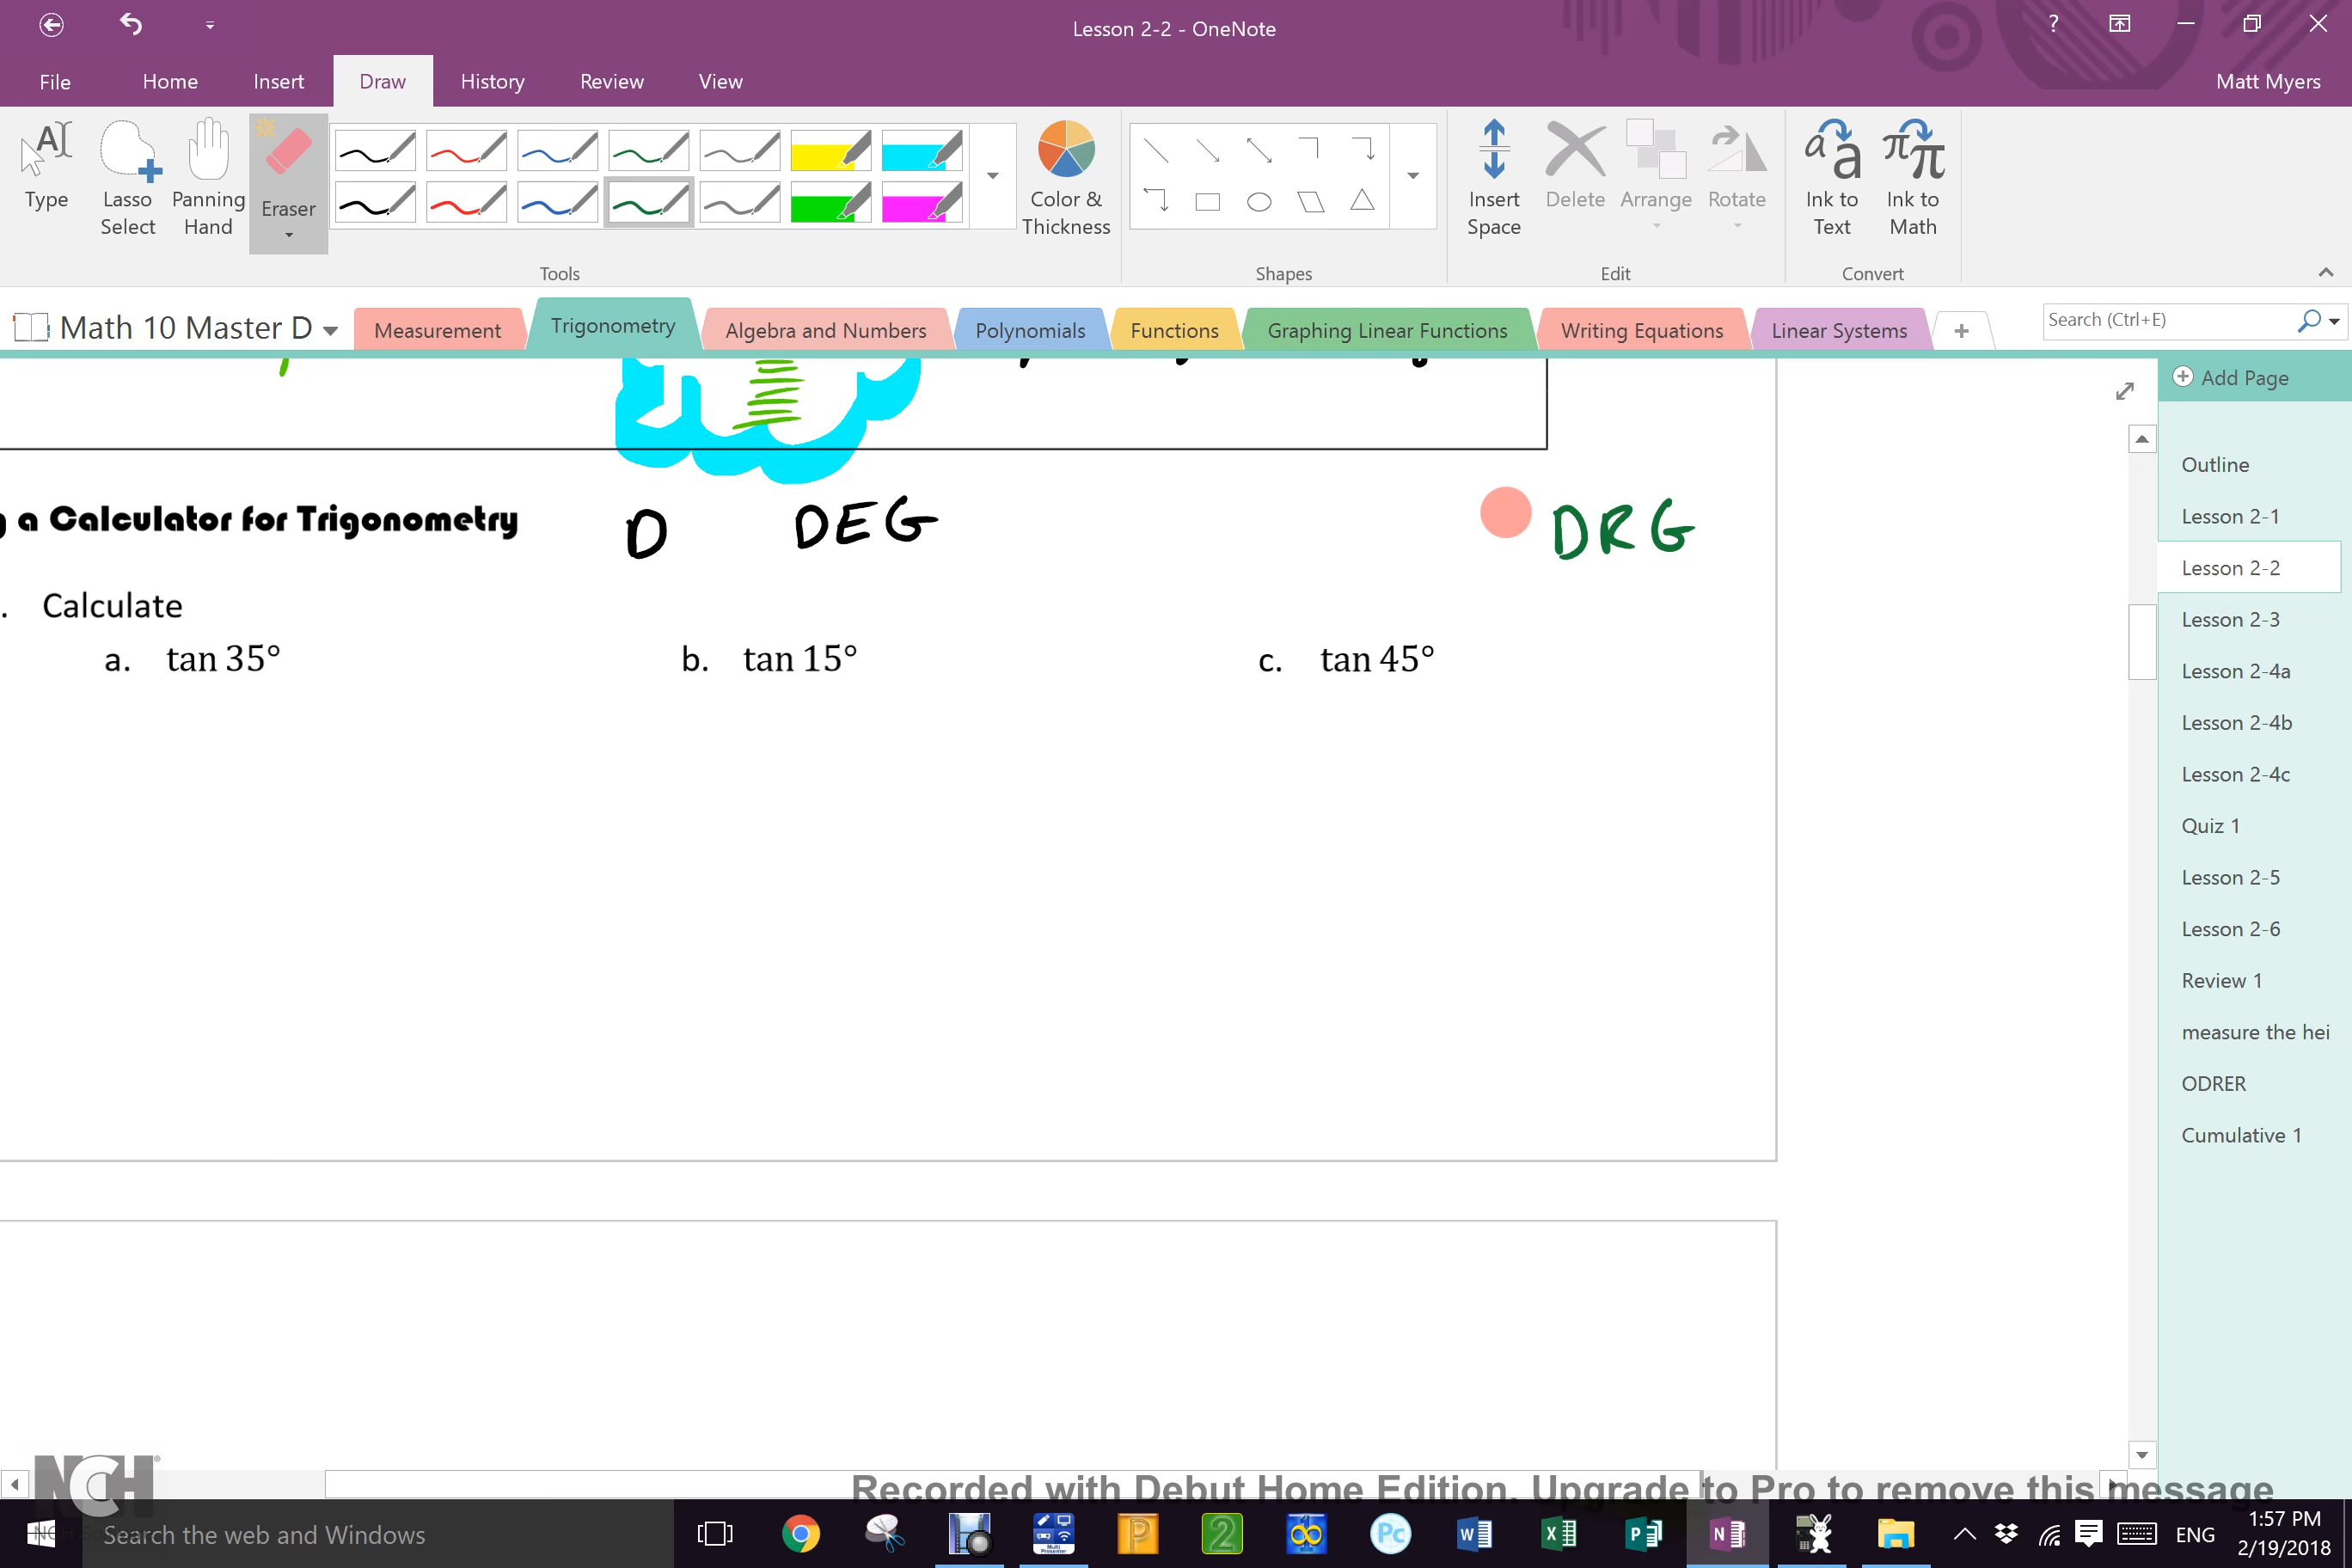 Lesson 2-2 - OneNote
?
File Home Insert Draw History Review View Matt Myers
Type
Lasso Select
Panning Hand
Eraser
Color & Thickness
Insert Space
Delete
Arrange
Rotate
Ink to Text
Ink to Math
Tools Shapes Edit Convert
Math 10 Master D Measurement Trigonometry Algebra and Numbers Polynomials Functions Graphing Linear Functions Writing Equations Linear Systems +
Search (Ctrl+E)
Add Page
Outline
Lesson 2-1
Lesson 2-2
Lesson 2-3
Lesson 2-4a
Lesson 2-4b
Lesson 2-4c
Quiz 1
Lesson 2-5
Lesson 2-6
Review 1
measure the hei
ODRER
Cumulative 1
a Calculator for Trigonometry D DEG DRG
. Calculate
a. tan 35° b. tan 15° c. tan 45°
NCH
Recorded with Debut Home Edition. Upgrade to Pro to remove this message
Search the web and Windows
ENG
1:57 PM
2/19/2018